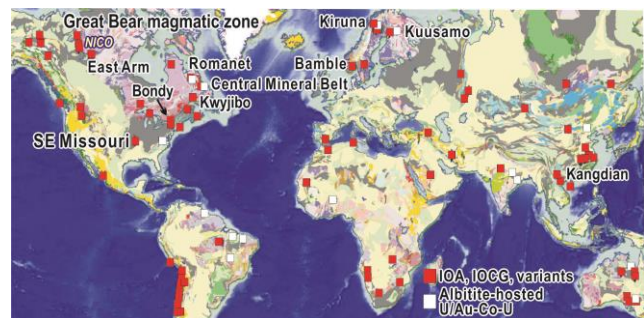 Great Bear magmatic zone
Kiruna
Kuusamo
NICO
East Arm
Romanet
Bamble
Central Mineral Belt
Bondy
Kwyjibo
SE Missouri
Kangdian
IOA, IOCG, variants
Albitite-hosted
U/Au-Co-U